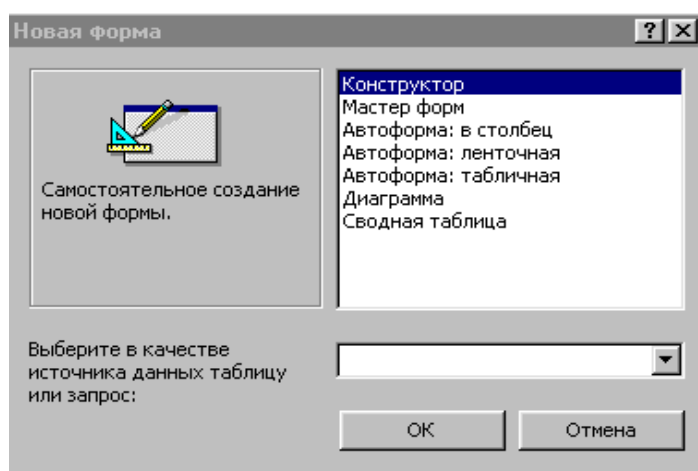 Новая форма
Самостоятельное создание
новой формы.
Конструктор
Мастер форм
Автоформа: в столбец
Автоформа: ленточная
Автоформа: табличная
Диаграмма
Сводная таблица
Выберите в качестве
источника данных таблицу
или запрос:
ОК
Отмена